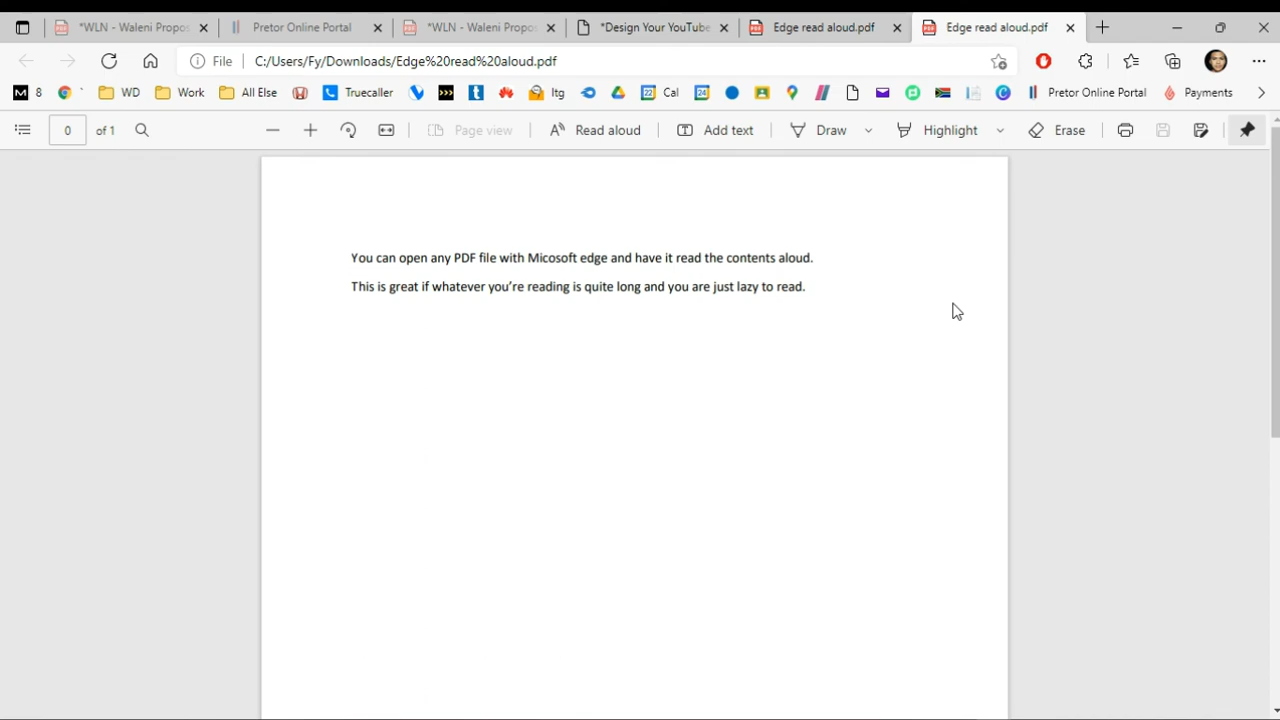 *WLN - Waleni Propos
Pretor Online Portal
*WLN - Waleni Propos
*Design Your YouTube
Edge read aloud.pdf
Edge read aloud.pdf
File
C:/Users/Fy/Downloads/Edge%20read%20aloud.pdf
8
WD
Work
All Else
Truecaller
Itg
22 Cal
24
Pretor Online Portal
Payments
0 of 1
Page view
Read aloud
Add text
Draw
Highlight
Erase
You can open any PDF file with Micosoft edge and have it read the contents aloud.
This is great if whatever you’re reading is quite long and you are just lazy to read.